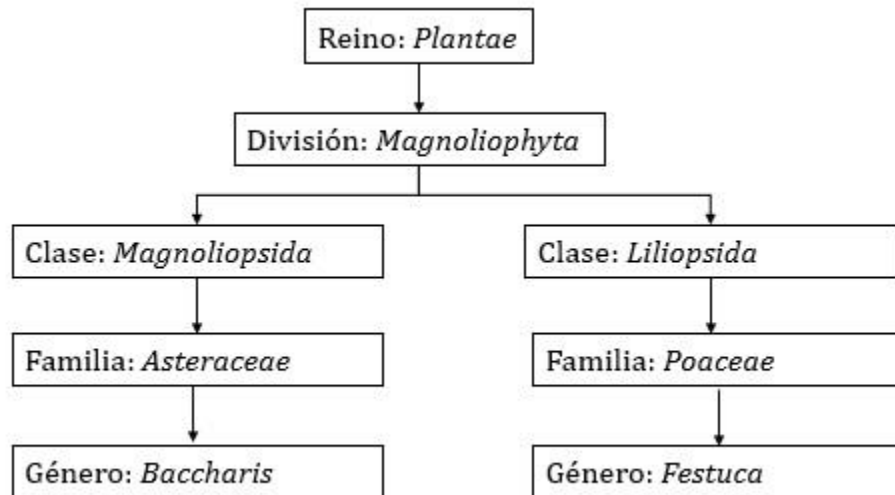 Reino: Plantae
División: Magnoliophyta
Clase: Magnoliopsida
Clase: Liliopsida
Familia: Asteraceae
Familia: Poaceae
Género: Baccharis
Género: Festuca